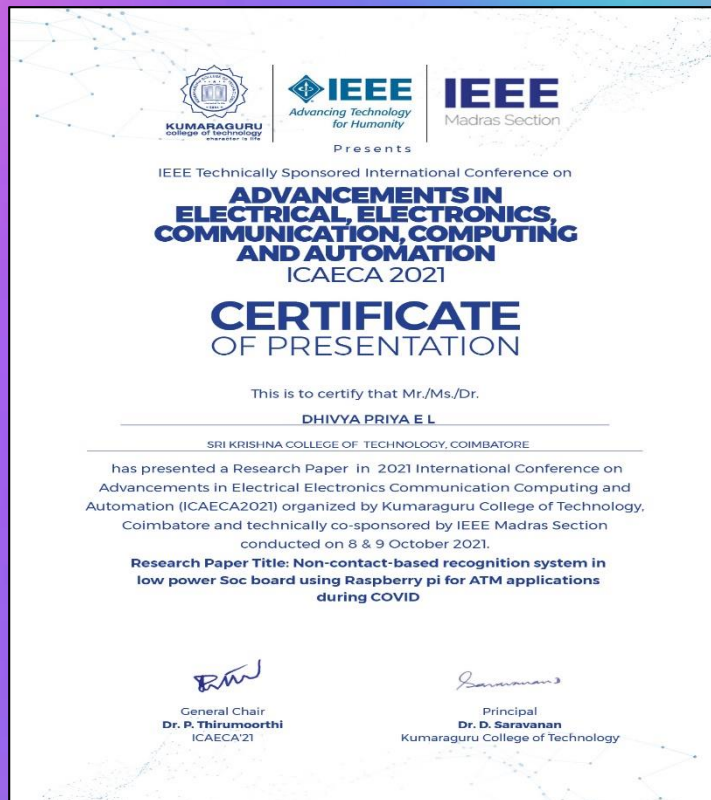 KUMARAGURU
college of technology
character is life
IEEE
Advancing Technology
for Humanity
IEEE
Madras Section
Presents
IEEE Technically Sponsored International Conference on
ADVANCEMENTS IN
ELECTRICAL, ELECTRONICS,
COMMUNICATION, COMPUTING
AND AUTOMATION
ICAECA 2021
CERTIFICATE
OF PRESENTATION
This is to certify that Mr./Ms./Dr.
DHIVYA PRIYA E L
SRI KRISHNA COLLEGE OF TECHNOLOGY, COIMBATORE
has presented a Research Paper in 2021 International Conference on
Advancements in Electrical Electronics Communication Computing and
Automation (ICAECA2021) organized by Kumaraguru College of Technology,
Coimbatore and technically co-sponsored by IEEE Madras Section
conducted on 8 & 9 October 2021.
Research Paper Title: Non-contact-based recognition system in
low power Soc board using Raspberry pi for ATM applications
during COVID
Saravanan
General Chair
Dr. P. Thirumoorthi
ICAECA'21
Principal
Dr. D. Saravanan
Kumaraguru College of Technology